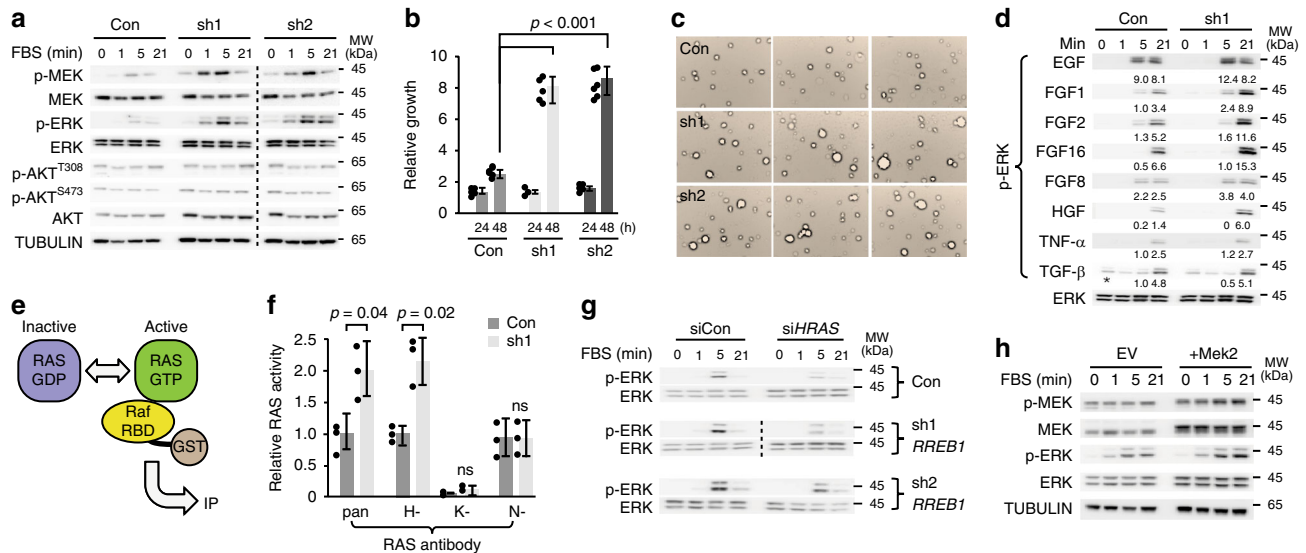 a
Con sh1 sh2
FBS (min) 0 1 5 21 0 1 5 21 0 1 5 21 MW (kDa)
p-MEK 45
MEK 45
p-ERK 45
ERK 45
p-AKT^T308 65
p-AKT^S473 65
AKT 65
TUBULIN 65
b
p < 0.001
Relative growth
10
8
6
4
2
0
24 48 24 48 24 48 (h)
Con sh1 sh2
c
Con
sh1
sh2
d
Con sh1
Min 0 1 5 21 0 1 5 21 MW (kDa)
p-ERK
EGF 45
9.0 8.1 12.4 8.2
FGF1 45
1.0 3.4 2.4 8.9
FGF2 45
1.3 5.2 1.6 11.6
FGF16 45
0.5 6.6 1.0 15.3
FGF8 45
2.2 2.5 3.8 4.0
HGF 45
0.2 1.4 0 6.0
TNF-α 45
1.0 2.5 1.2 2.7
TGF-β 45
* 1.0 4.8 0.5 5.1
ERK 45
e
Inactive Active
RAS GDP
RAS GTP
Raf RBD
GST
IP
f
p = 0.04 p = 0.02
Con
sh1
ns ns
Relative RAS activity
2.5
2.0
1.5
1.0
0.5
0
pan H- K- N-
RAS antibody
g
siCon siHRAS
FBS (min) 0 1 5 21 0 1 5 21 MW (kDa)
p-ERK 45
ERK 45
Con
p-ERK 45
ERK 45
sh1 RREB1
p-ERK 45
ERK 45
sh2 RREB1
h
EV +Mek2
FBS (min) 0 1 5 21 0 1 5 21 MW (kDa)
p-MEK 45
MEK 45
p-ERK 45
ERK 45
TUBULIN 65